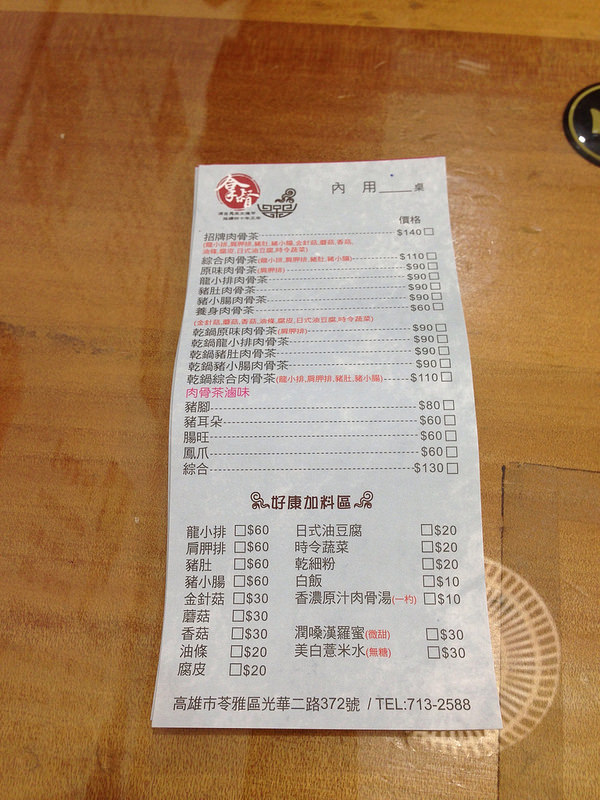 拿督
內 用____桌
價格
招牌肉骨茶 $140□
(龍小排,肩胛排,豬肚,豬小腸,金針菇,蘑菇,香菇,
油條,腐皮,日式油豆腐,時令蔬菜)
綜合肉骨茶(龍小排,肩胛排,豬肚,豬小腸) $110□
原味肉骨茶(肩胛排) $90□
龍小排肉骨茶 $90□
豬肚肉骨茶 $90□
豬小腸肉骨茶 $90□
養身肉骨茶 $60□
(金針菇,蘑菇,香菇,油條,腐皮,日式油豆腐,時令蔬菜)
乾鍋原味肉骨茶(肩胛排) $90□
乾鍋龍小排肉骨茶 $90□
乾鍋豬肚肉骨茶 $90□
乾鍋豬小腸肉骨茶 $90□
乾鍋綜合肉骨茶(龍小排,肩胛排,豬肚,豬小腸) $110□
肉骨茶滷味
豬腳 $80□
豬耳朵 $60□
腸旺 $60□
鳳爪 $60□
綜合 $130□
好康加料區
龍小排 □$60 日式油豆腐 □$20
肩胛排 □$60 時令蔬菜 □$20
豬肚 □$60 乾細粉 □$20
豬小腸 □$60 白飯 □$10
金針菇 □$30 香濃原汁肉骨湯(一杓) □$10
蘑菇 □$30
香菇 □$30 潤嗓漢羅蜜(微甜) □$30
油條 □$20 美白薏米水(無糖) □$30
腐皮 □$20
高雄市苓雅區光華二路372號 / TEL:713-2588